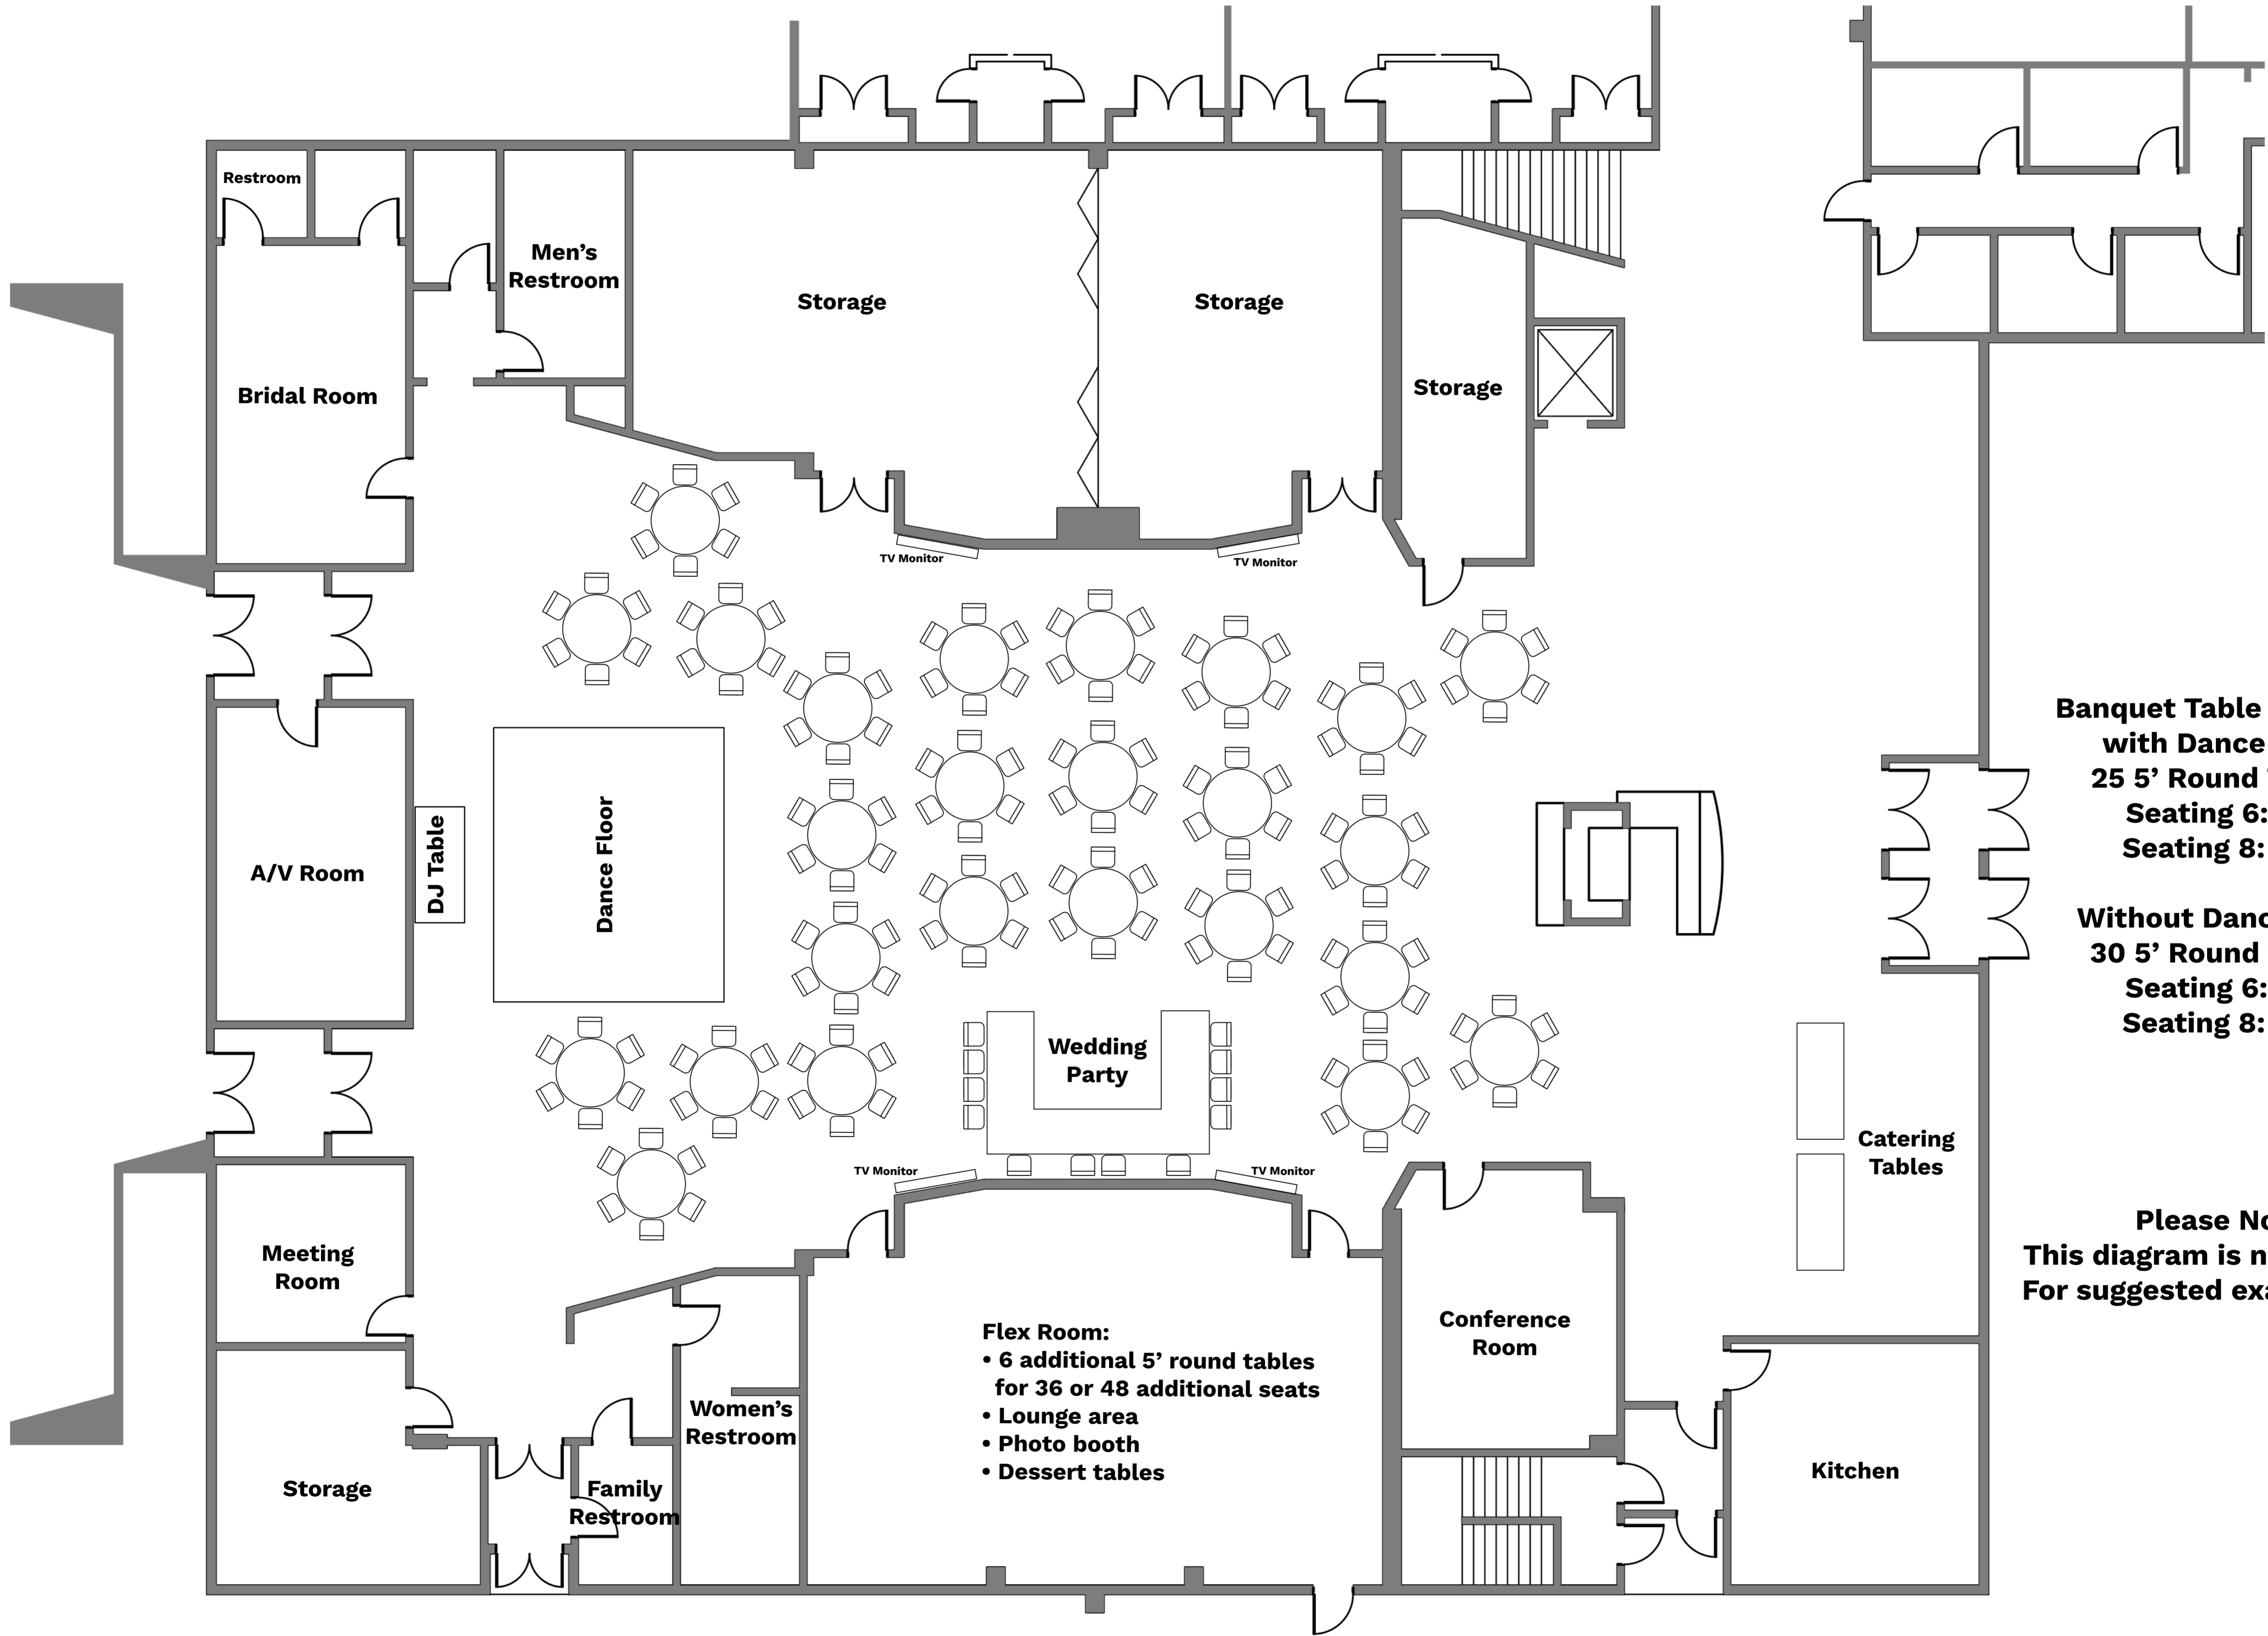 Restroom
Men's
Restroom
Storage
Storage
Storage
Bridal Room
TV Monitor
TV Monitor
A/V Room
DJ Table
Dance Floor
Wedding
Party
TV Monitor
TV Monitor
Catering
Tables
Meeting
Room
Conference
Room
Flex Room:
• 6 additional 5’ round tables
for 36 or 48 additional seats
• Lounge area
• Photo booth
• Dessert tables
Women’s
Restroom
Storage
Family
Restroom
Kitchen
Banquet Table
with Dance
25 5’ Round
Seating 6:
Seating 8:
Without
30 5’ Round
Seating 6:
Seating 8:
Please
This diagram is
For suggested